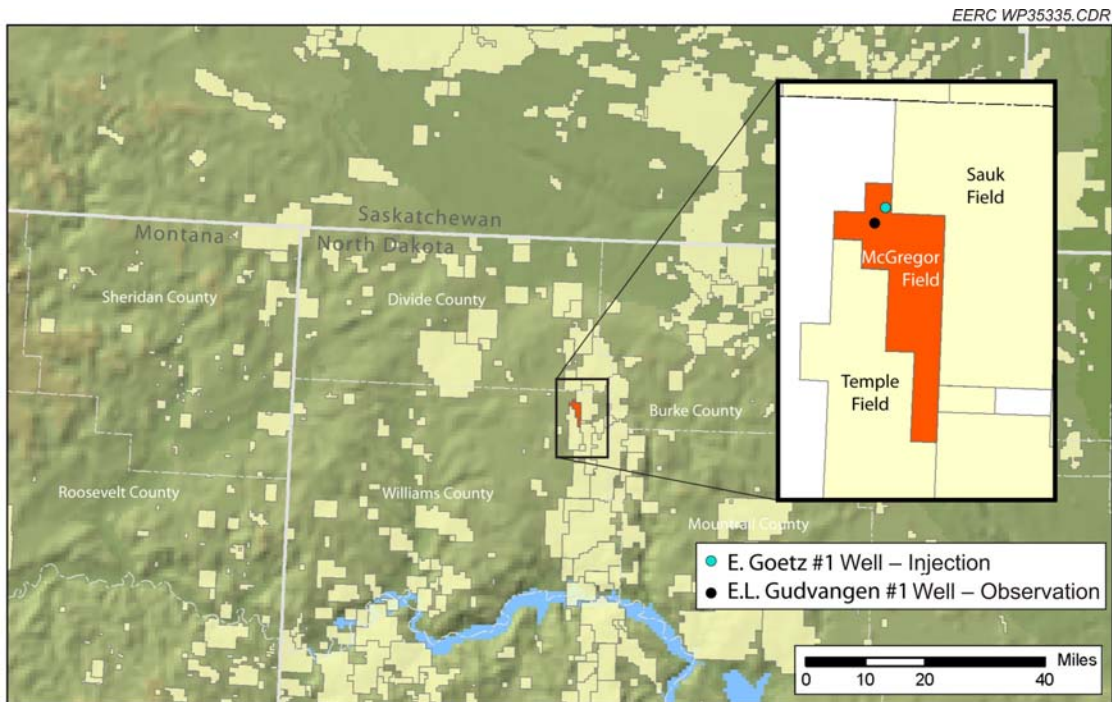 EERC WP35335.CDR
Saskatchewan
Montana
North Dakota
Sheridan County
Divide County
Burke County
Roosevelt County
Williams County
Mountrail County
Sauk
Field
McGregor
Field
Temple
Field
E. Goetz #1 Well – Injection
E.L. Gudvangen #1 Well – Observation
Miles
0 10 20 40